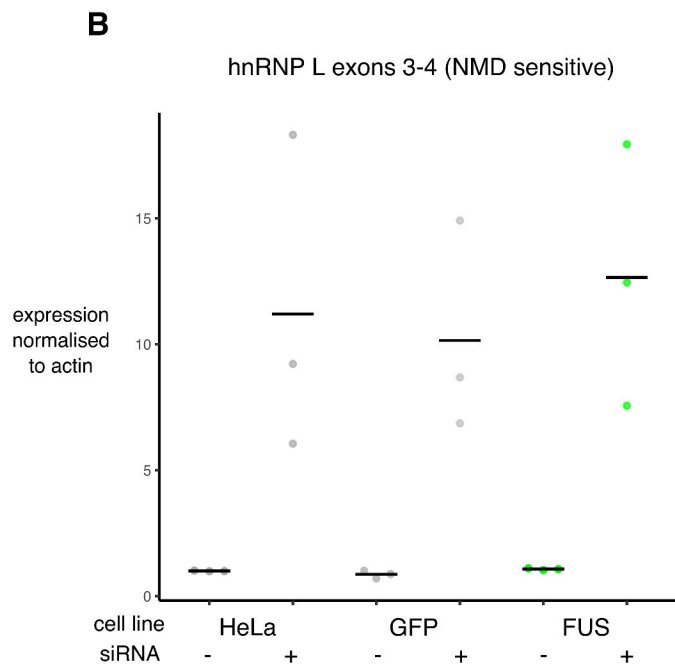 B
hnRNP L exons 3-4 (NMD sensitive)
15
expression
normalised
to actin
10
5
0
cell line HeLa GFP FUS
siRNA - + - + - +